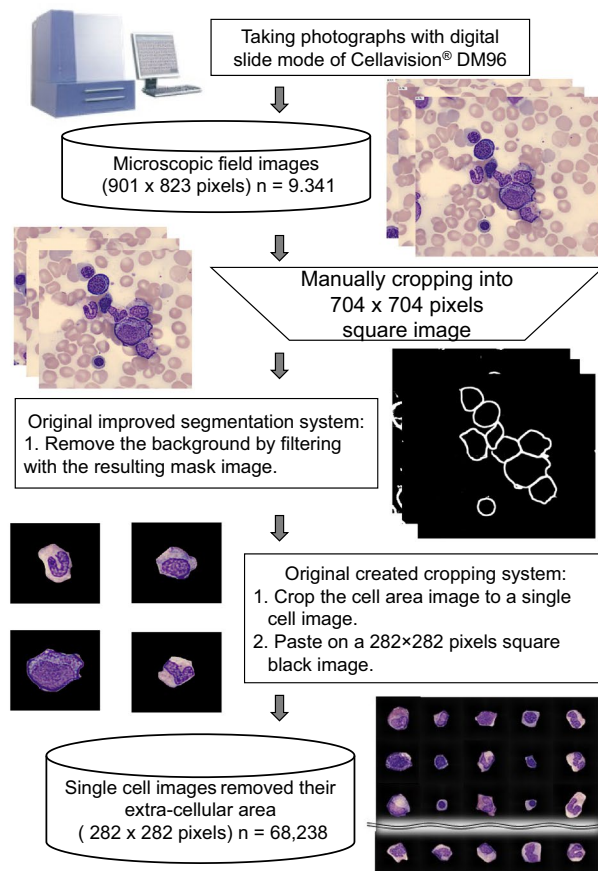 Taking photographs with digital
slide mode of Cellavision® DM96
Microscopic field images
(901 x 823 pixels) n = 9.341
Manually cropping into
704 x 704 pixels
square image
Original improved segmentation system:
1. Remove the background by filtering
with the resulting mask image.
Original created cropping system:
1. Crop the cell area image to a single
cell image.
2. Paste on a 282×282 pixels square
black image.
Single cell images removed their
extra-cellular area
( 282 x 282 pixels) n = 68,238